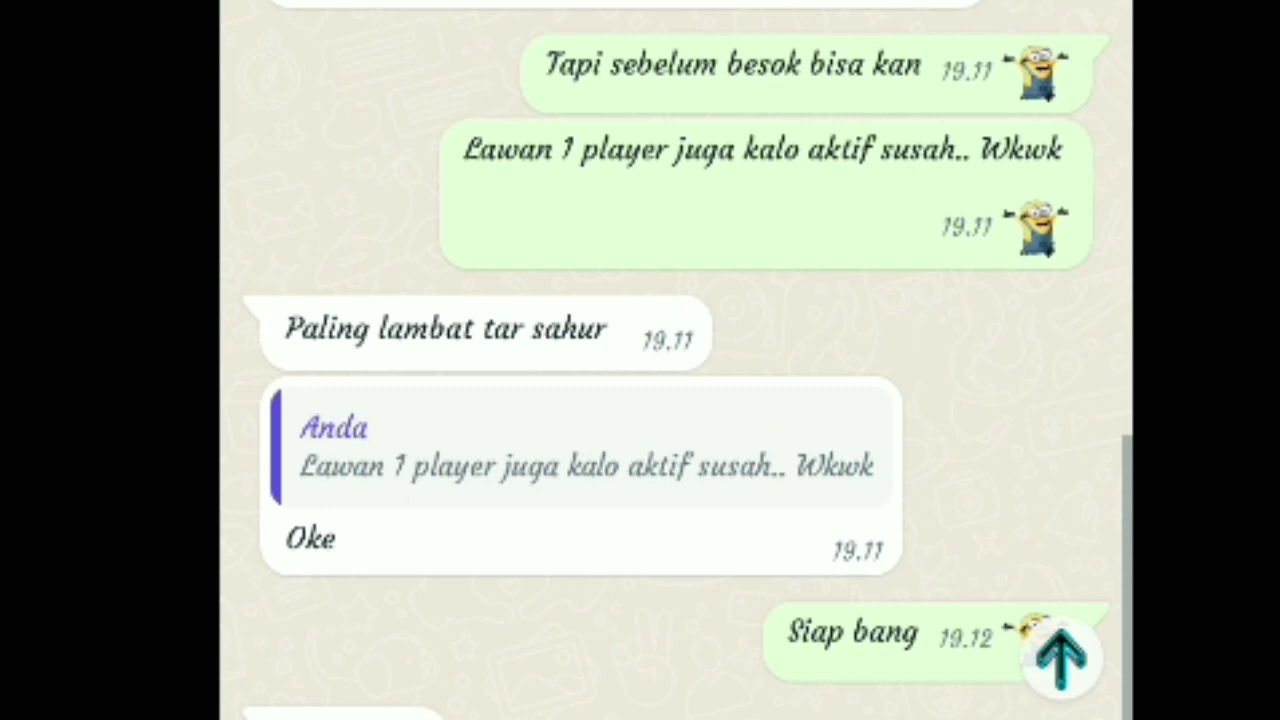 Tapi sebelum besok bisa kan 19.11
Lawan 1 player juga kalo aktif susah.. Wkwk
19.11
Paling lambat tar sahur 19.11
Anda
Lawan 1 player juga kalo aktif susah.. Wkwk
Oke 19.11
Siap bang 19.12